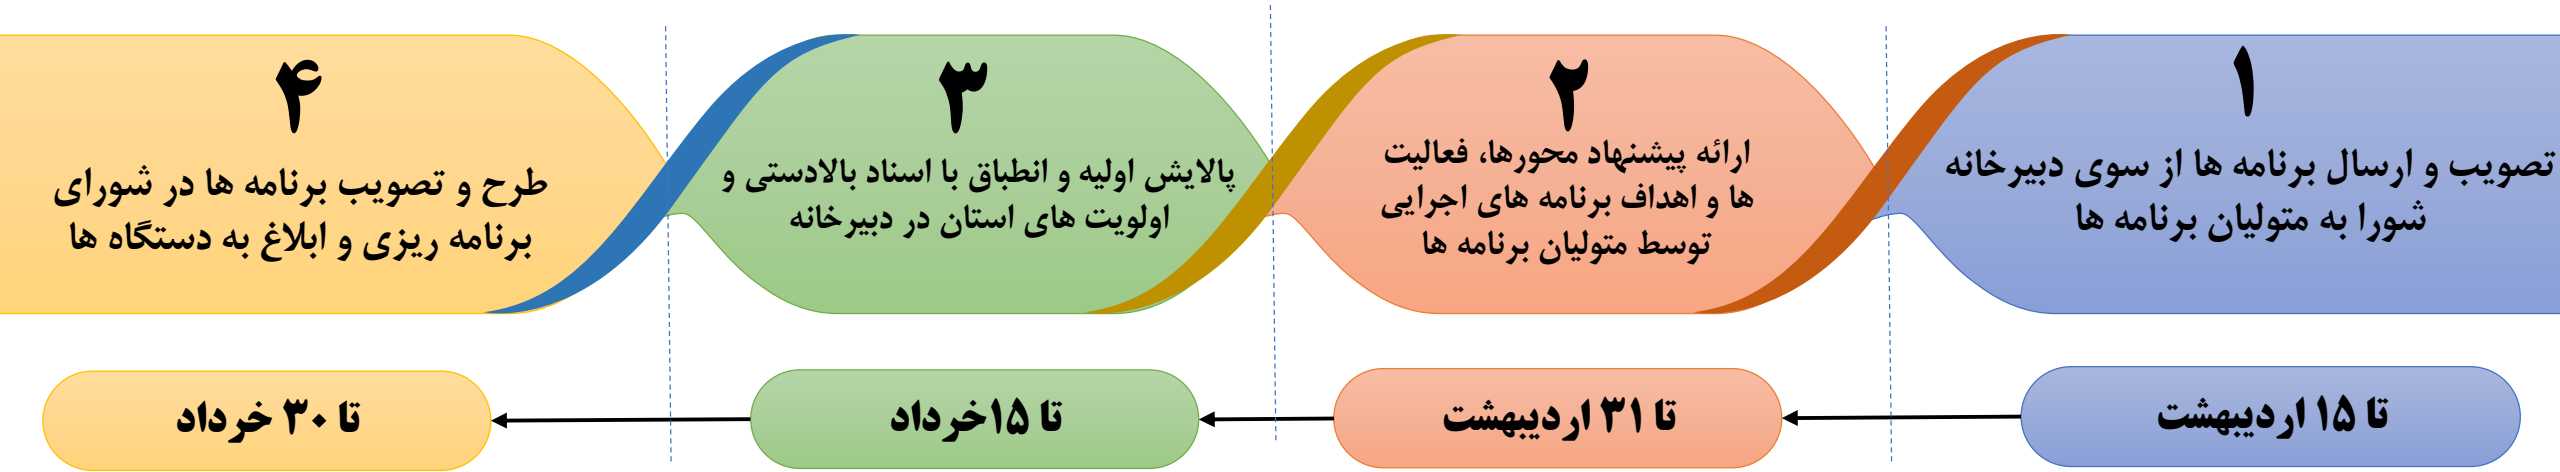 ۱
تصویب و ارسال برنامه ها از سوی دبیرخانه
شورا به متولیان برنامه ها
۲
ارائه پیشنهاد محورها، فعالیت
ها و اهداف برنامه های اجرایی
توسط متولیان برنامه ها
۳
پالایش اولیه و انطباق با اسناد بالادستی و
اولویت های استان در دبیرخانه
۴
طرح و تصویب برنامه ها در شورای
برنامه ریزی و ابلاغ به دستگاه ها
تا ۱۵ اردیبهشت
تا ۳۱ اردیبهشت
تا ۱۵خرداد
تا ۳۰ خرداد